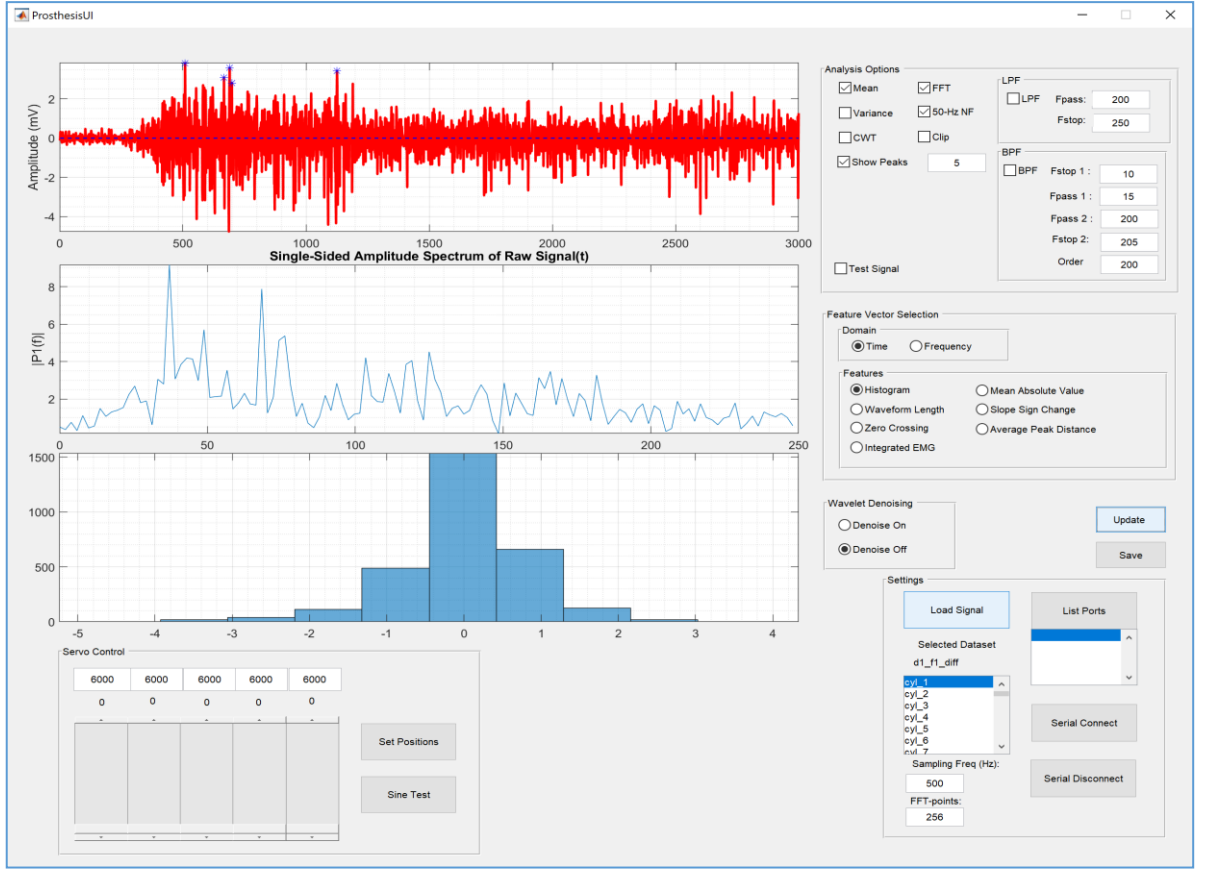 ProsthesisUI
Amplitude (mV)
2
0
-2
-4
0 500 1000 1500 2000 2500 3000
Single-Sided Amplitude Spectrum of Raw Signal(t)
|P1(f)|
8
6
4
2
0 50 100 150 200 250
1500
1000
500
0
-5 -4 -3 -2 -1 0 1 2 3 4
Servo Control
6000 6000 6000 6000 6000
0 0 0 0 0
Set Positions
Sine Test
Analysis Options
Mean FFT
Variance 50-Hz NF
CWT Clip
Show Peaks 5
Test Signal
LPF
LPF Fpass: 200
Fstop: 250
BPF
BPF Fstop 1 : 10
Fpass 1 : 15
Fpass 2 : 200
Fstop 2: 205
Order 200
Feature Vector Selection
Domain
Time Frequency
Features
Histogram Mean Absolute Value
Waveform Length Slope Sign Change
Zero Crossing Average Peak Distance
Integrated EMG
Wavelet Denoising
Denoise On
Denoise Off
Update
Save
Settings
Load Signal List Ports
Selected Dataset
d1_f1_diff
cyl_1
cyl_2
cyl_3
cyl_4
cyl_5
cyl_6
cyl_7
Serial Connect
Sampling Freq (Hz):
500
Serial Disconnect
FFT-points:
256